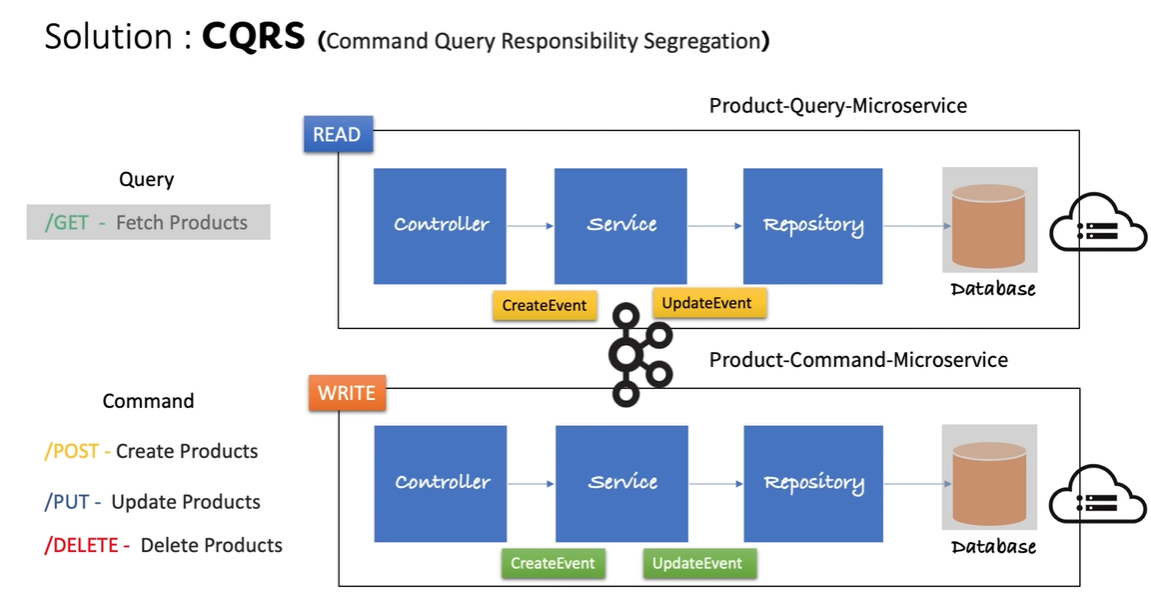 Solution : CQRS (Command Query Responsibility Segregation)
Product-Query-Microservice
READ
Query
/GET - Fetch Products
Controller
Service
Repository
Database
CreateEvent
UpdateEvent
Product-Command-Microservice
WRITE
Command
/POST - Create Products
/PUT - Update Products
/DELETE - Delete Products
Controller
Service
Repository
Database
CreateEvent
UpdateEvent